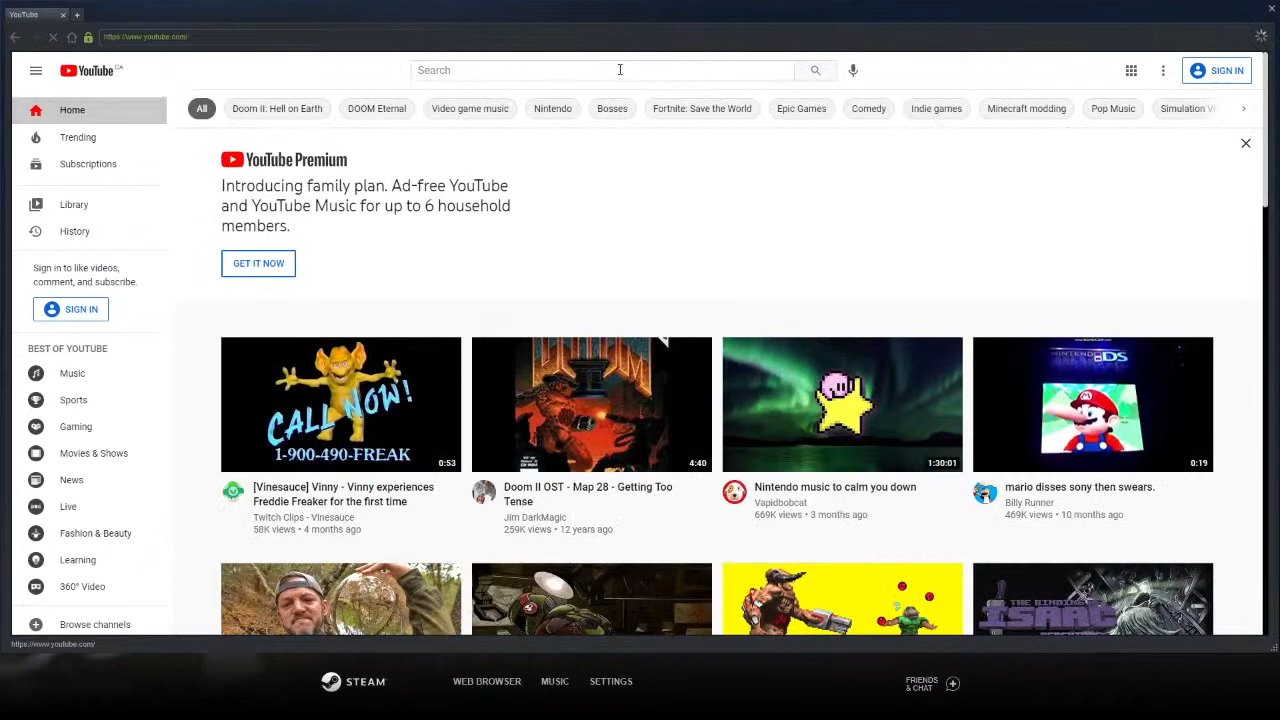 YouTube
https://www.youtube.com/
YouTube CA
Search
SIGN IN
Home
Trending
Subscriptions
Library
History
Sign in to like videos,
comment, and subscribe.
SIGN IN
BEST OF YOUTUBE
Music
Sports
Gaming
Movies & Shows
News
Live
Fashion & Beauty
Learning
360° Video
Browse channels
All
Doom II: Hell on Earth
DOOM Eternal
Video game music
Nintendo
Bosses
Fortnite: Save the World
Epic Games
Comedy
Indie games
Minecraft modding
Pop Music
Simulation Vi
YouTube Premium
Introducing family plan. Ad-free YouTube
and YouTube Music for up to 6 household
members.
GET IT NOW
CALL NOW!
1-900-490-FREAK
0:53
[Vinesauce] Vinny - Vinny experiences
Freddie Freaker for the first time
Twitch Clips - Vinesauce
58K views • 4 months ago
4:40
Doom II OST - Map 28 - Getting Too
Tense
Jim DarkMagic
259K views • 12 years ago
1:30:01
Nintendo music to calm you down
Vapidbobcat
669K views • 3 months ago
NINTENDO DS
0:19
mario disses sony then swears.
Billy Runner
469K views • 10 months ago
THE BINDING
ISAAC
https://www.youtube.com/
STEAM
WEB BROWSER
MUSIC
SETTINGS
FRIENDS
& CHAT